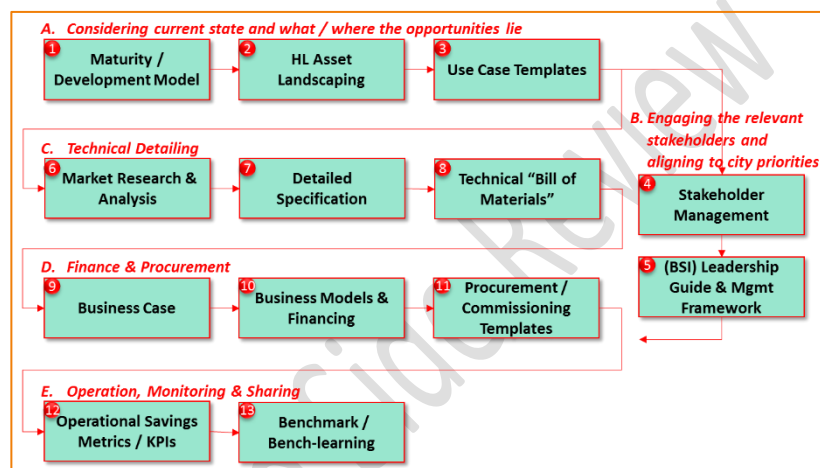 A. Considering current state and what / where the opportunities lie
1
Maturity /
Development Model
2
HL Asset
Landscaping
3
Use Case Templates
B. Engaging the relevant
stakeholders and
aligning to city priorities
4
Stakeholder
Management
5
(BSI) Leadership
Guide & Mgmt
Framework
C. Technical Detailing
6
Market Research &
Analysis
7
Detailed
Specification
8
Technical “Bill of
Materials”
D. Finance & Procurement
9
Business Case
10
Business Models &
Financing
11
Procurement /
Commissioning
Templates
E. Operation, Monitoring & Sharing
12
Operational Savings
Metrics / KPIs
13
Benchmark /
Bench-learning
Side Review